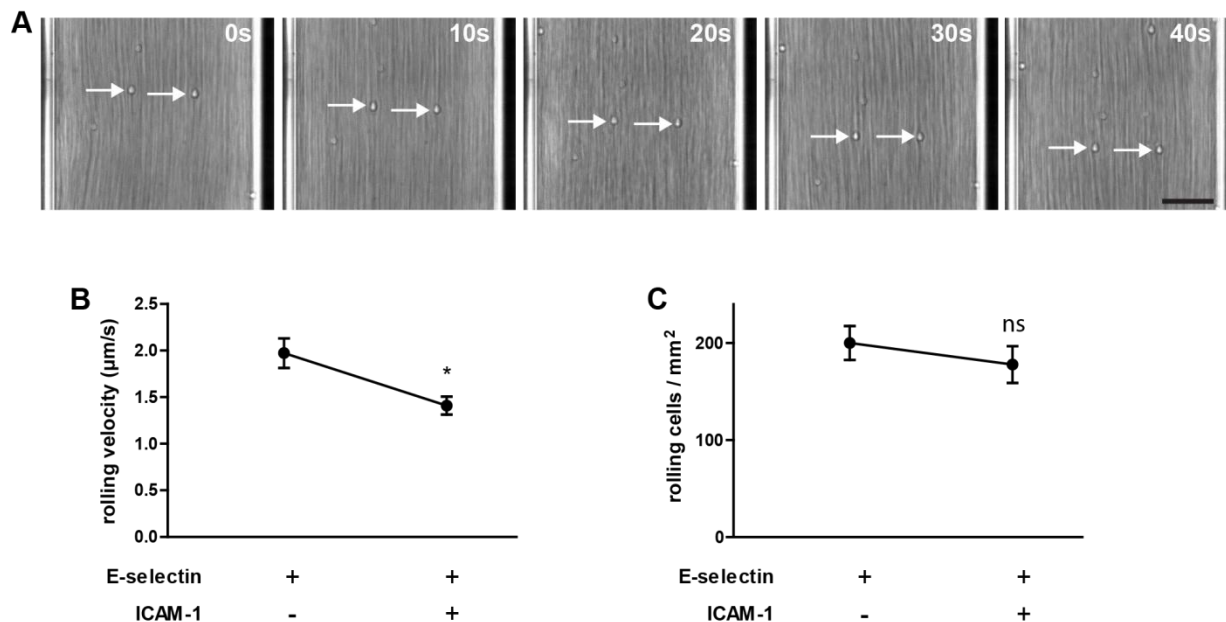 A
0s 10s 20s 30s 40s
B
rolling velocity (µm/s)
2.5
2.0
1.5
1.0
0.5
0.0
*
E-selectin + +
ICAM-1 - +
C
rolling cells / mm²
200
100
0
ns
E-selectin + +
ICAM-1 - +